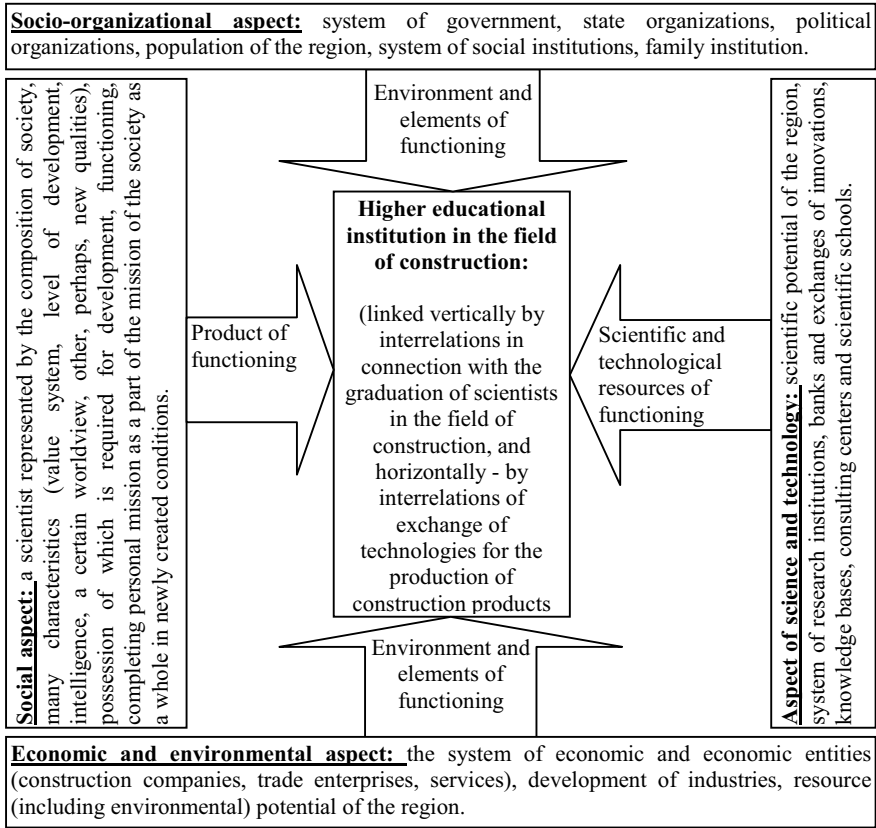 Socio-organizational aspect: system of government, state organizations, political
organizations, population of the region, system of social institutions, family institution.
Environment and
elements of
functioning
Social aspect: a scientist represented by the composition of society,
many characteristics (value system, level of development,
intelligence, a certain worldview, other, perhaps, new qualities),
possession of which is required for development, functioning,
completing personal mission as a part of the mission of the society as
a whole in newly created conditions.
Product of
functioning
Higher educational
institution in the field
of construction:
(linked vertically by
interrelations in
connection with the
graduation of scientists
in the field of
construction, and
horizontally - by
interrelations of
exchange of
technologies for the
production of
construction products
Scientific and
technological
resources of
functioning
Aspect of science and technology: scientific potential of the region,
system of research institutions, banks and exchanges of innovations,
knowledge bases, consulting centers and scientific schools.
Environment and
elements of
functioning
Economic and environmental aspect: the system of economic and economic entities
(construction companies, trade enterprises, services), development of industries, resource
(including environmental) potential of the region.